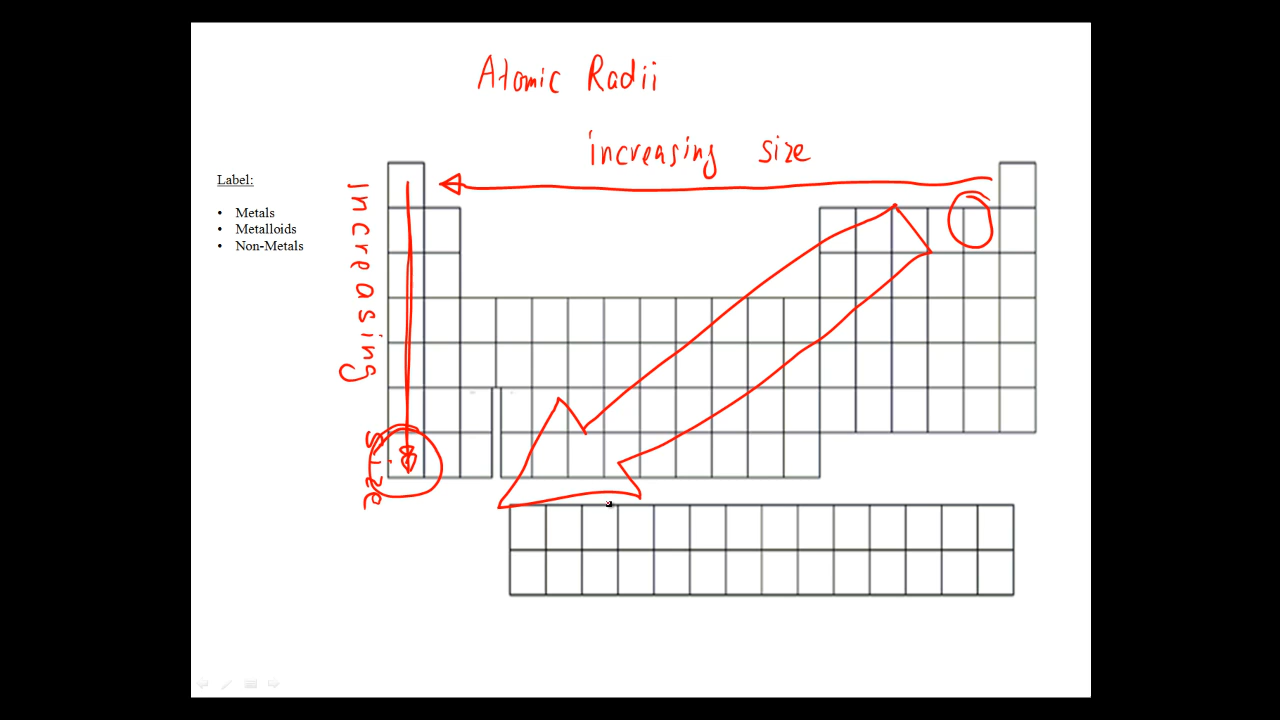 Atomic Radii
increasing size
Label:
• Metals
• Metalloids
• Non-Metals
Increasing size